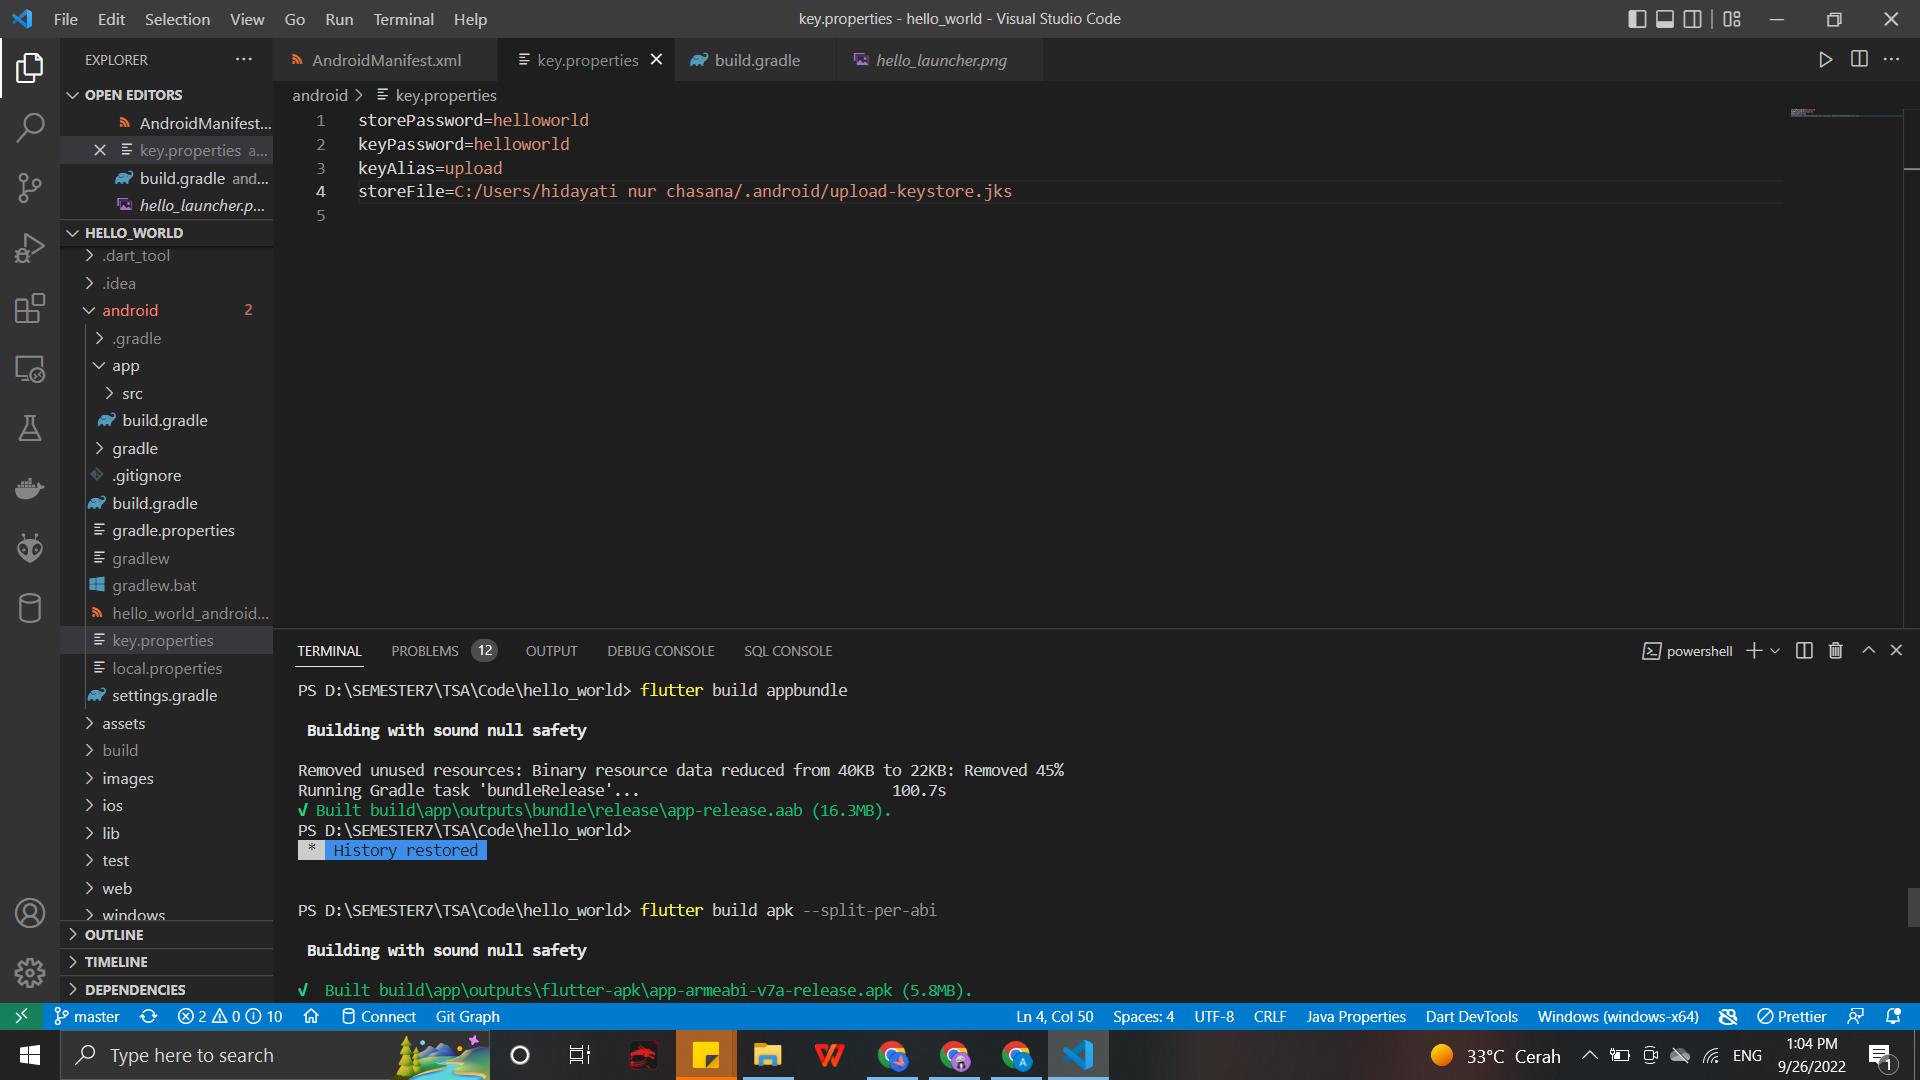 File Edit Selection View Go Run Terminal Help
key.properties - hello_world - Visual Studio Code
EXPLORER
AndroidManifest.xml
key.properties
build.gradle
hello_launcher.png
OPEN EDITORS
AndroidManifest...
key.properties a...
build.gradle and...
hello_launcher.p...
HELLO_WORLD
.dart_tool
.idea
android 2
.gradle
app
src
build.gradle
gradle
.gitignore
build.gradle
gradle.properties
gradlew
gradlew.bat
hello_world_android...
key.properties
local.properties
settings.gradle
assets
build
images
ios
lib
test
web
windows
OUTLINE
TIMELINE
DEPENDENCIES
android > key.properties
1 storePassword=helloworld
2 keyPassword=helloworld
3 keyAlias=upload
4 storeFile=C:/Users/hidayati nur chasana/.android/upload-keystore.jks
5
TERMINAL PROBLEMS 12 OUTPUT DEBUG CONSOLE SQL CONSOLE
powershell
PS D:\SEMESTER7\TSA\Code\hello_world> flutter build appbundle
Building with sound null safety
Removed unused resources: Binary resource data reduced from 40KB to 22KB: Removed 45%
Running Gradle task 'bundleRelease'... 100.7s
√ Built build\app\outputs\bundle\release\app-release.aab (16.3MB).
PS D:\SEMESTER7\TSA\Code\hello_world>
* History restored
PS D:\SEMESTER7\TSA\Code\hello_world> flutter build apk --split-per-abi
Building with sound null safety
√ Built build\app\outputs\flutter-apk\app-armeabi-v7a-release.apk (5.8MB).
master 2 0 10 Connect Git Graph
Ln 4, Col 50 Spaces: 4 UTF-8 CRLF Java Properties Dart DevTools Windows (windows-x64) Prettier
Type here to search
33°C Cerah
ENG
1:04 PM
9/26/2022
1